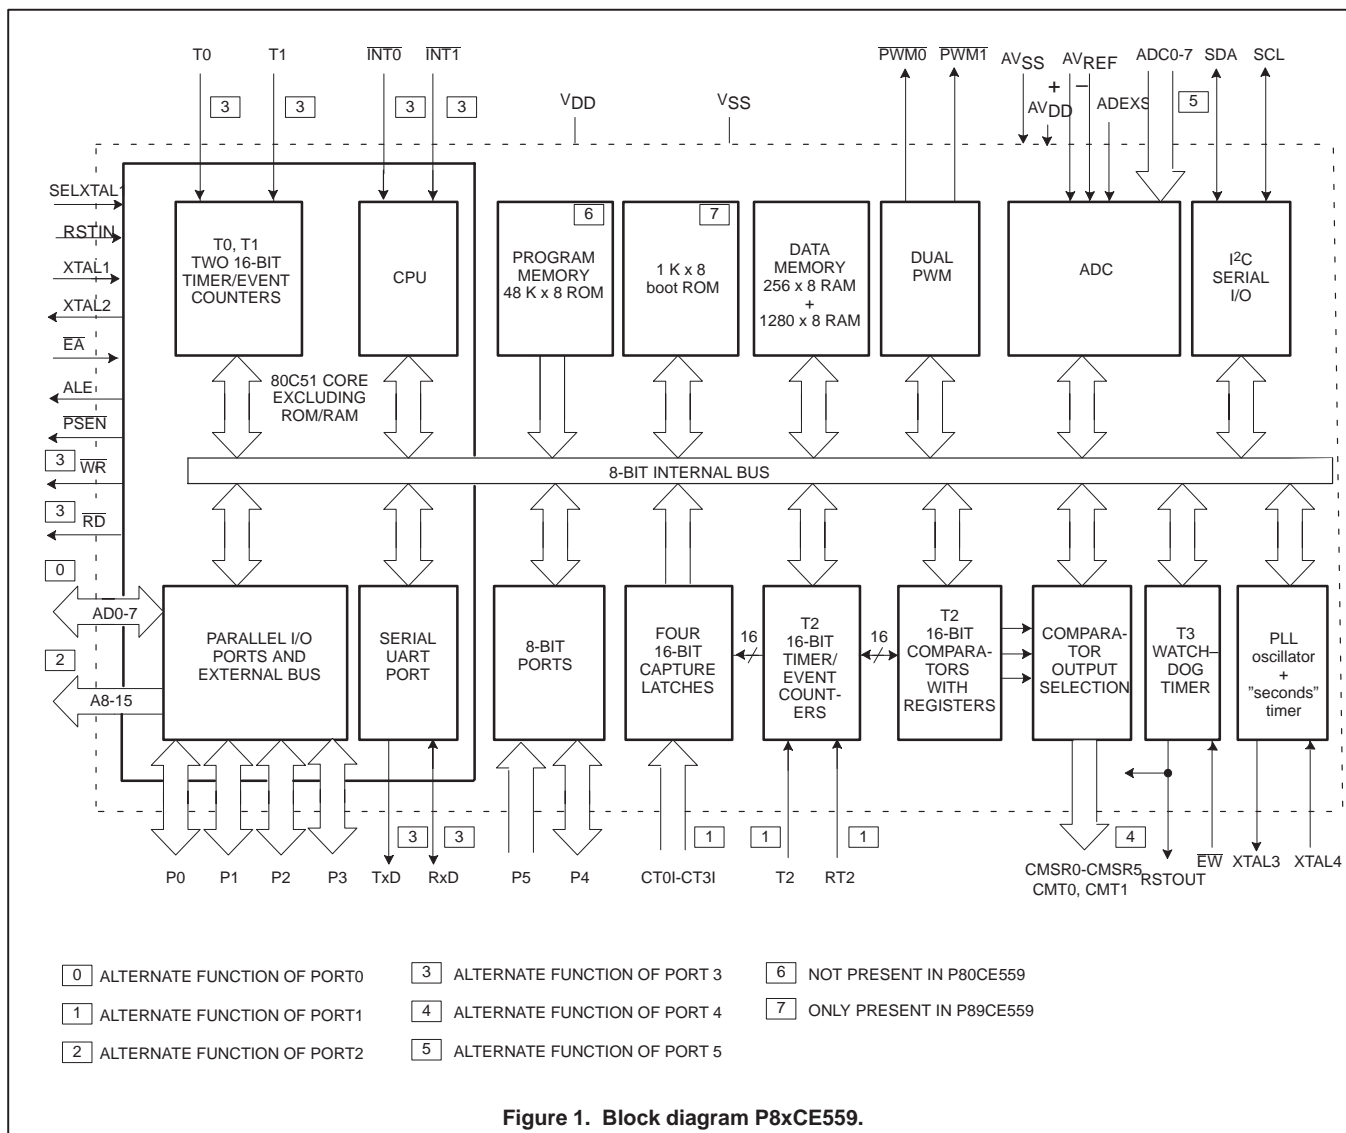 T0 T1 INT0 INT1 PWM0 PWM1 AVSS AVREF ADC0-7 SDA SCL
3 3 3 3 VDD VSS + − AVDD ADEXS 5
SELXTAL1
RSTIN
XTAL1
XTAL2
EA
ALE
PSEN
3 WR
3 RD
0
AD0-7
2
A8-15
T0, T1
TWO 16-BIT
TIMER/EVENT
COUNTERS
CPU
80C51 CORE
EXCLUDING
ROM/RAM
6
PROGRAM
MEMORY
48 K x 8 ROM
7
1 K x 8
boot ROM
DATA
MEMORY
256 x 8 RAM
+
1280 x 8 RAM
DUAL
PWM
ADC
I2C
SERIAL
I/O
8-BIT INTERNAL BUS
PARALLEL I/O
PORTS AND
EXTERNAL BUS
SERIAL
UART
PORT
8-BIT
PORTS
FOUR
16-BIT
CAPTURE
LATCHES
16
T2
16-BIT
TIMER/
EVENT
COUNT-
ERS
16
T2
16-BIT
COMPARA-
TORS
WITH
REGISTERS
COMPARA-
TOR
OUTPUT
SELECTION
T3
WATCH–
DOG
TIMER
PLL
oscillator
+
”seconds”
timer
3 3 1 1 1 4
P0 P1 P2 P3 TxD RxD P5 P4 CT0I-CT3I T2 RT2 CMSR0-CMSR5
CMT0, CMT1
RSTOUT EW XTAL3 XTAL4
0 ALTERNATE FUNCTION OF PORT0
1 ALTERNATE FUNCTION OF PORT1
2 ALTERNATE FUNCTION OF PORT2
3 ALTERNATE FUNCTION OF PORT 3
4 ALTERNATE FUNCTION OF PORT 4
5 ALTERNATE FUNCTION OF PORT 5
6 NOT PRESENT IN P80CE559
7 ONLY PRESENT IN P89CE559
Figure 1. Block diagram P8xCE559.